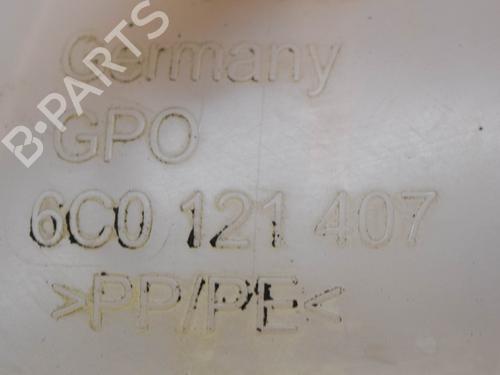 B-PARTS
Germany
GPO
6C0 121 407
>PP/PE<